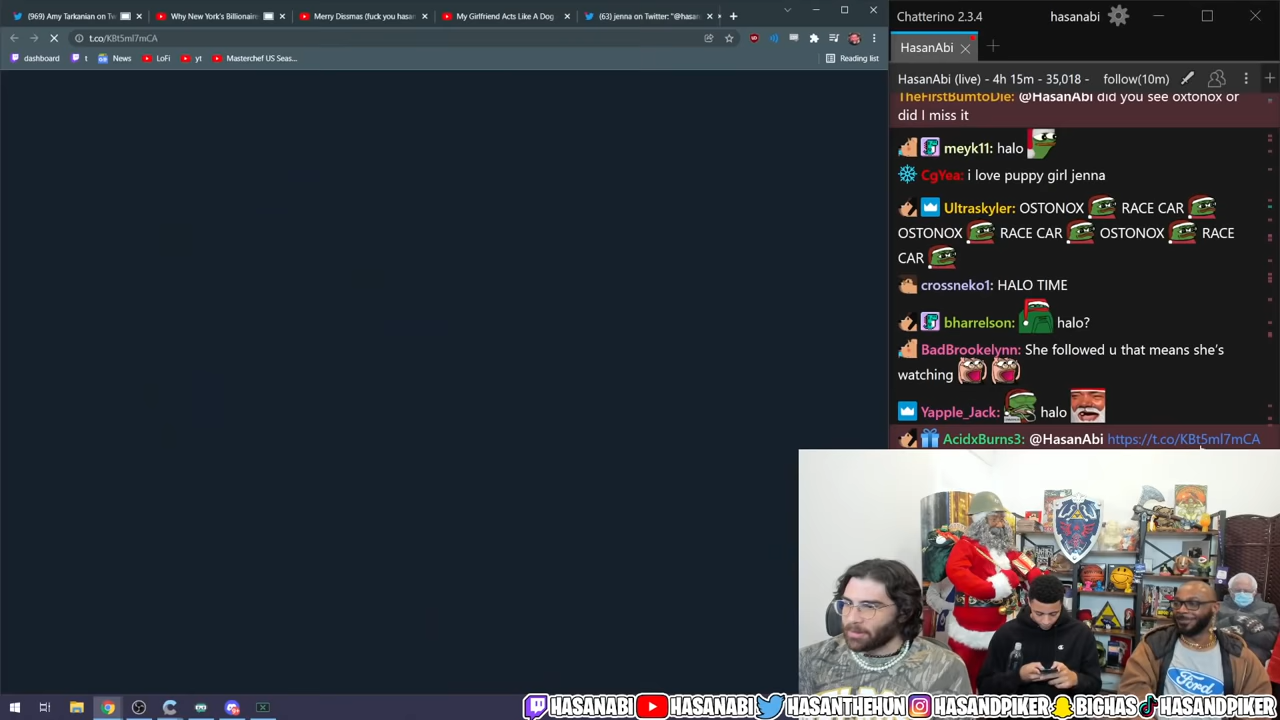 (969) Amy Tarkanian on Tw
Why New York's Billionaire
Merry Dissmas (fuck you hasan
My Girlfriend Acts Like A Dog
(63) jenna on Twitter: "@hasan
t.co/KBt5ml7mCA
dashboard
t
News
LoFi
yt
Masterchef US Seas...
Reading list
Chatterino 2.3.4
hasanabi
HasanAbi
HasanAbi (live) - 4h 15m - 35,018 -
follow(10m)
TheFirstBumtoDie: @HasanAbi did you see oxtonox or
did I miss it
meyk11: halo
CgYea: i love puppy girl jenna
Ultraskyler: OSTONOX RACE CAR
OSTONOX RACE CAR OSTONOX RACE
CAR
crossneko1: HALO TIME
bharrelson: halo?
BadBrookelynn: She followed u that means she's
watching
Yapple_Jack: halo
AcidxBurns3: @HasanAbi https://t.co/KBt5ml7mCA
Ford
HASANABI HASANABI HASANTHEHUN HASANDPIKER BIGHAS HASANDPIKER